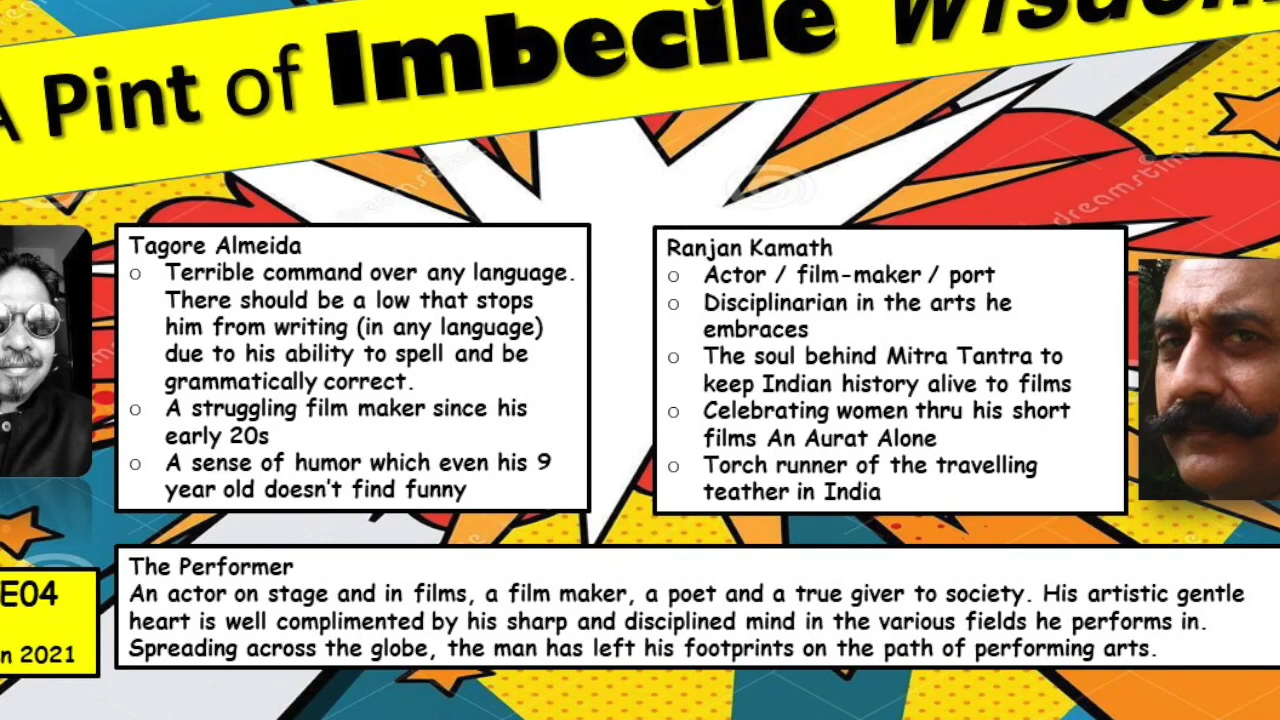 A Pint of Imbecile Wisdom
Tagore Almeida
o Terrible command over any language.
There should be a low that stops
him from writing (in any language)
due to his ability to spell and be
grammatically correct.
o A struggling film maker since his
early 20s
o A sense of humor which even his 9
year old doesn't find funny
Ranjan Kamath
o Actor / film-maker / port
o Disciplinarian in the arts he
embraces
o The soul behind Mitra Tantra to
keep Indian history alive to films
o Celebrating women thru his short
films An Aurat Alone
o Torch runner of the travelling
teather in India
E04
n 2021
The Performer
An actor on stage and in films, a film maker, a poet and a true giver to society. His artistic gentle
heart is well complimented by his sharp and disciplined mind in the various fields he performs in.
Spreading across the globe, the man has left his footprints on the path of performing arts.
dreamstime